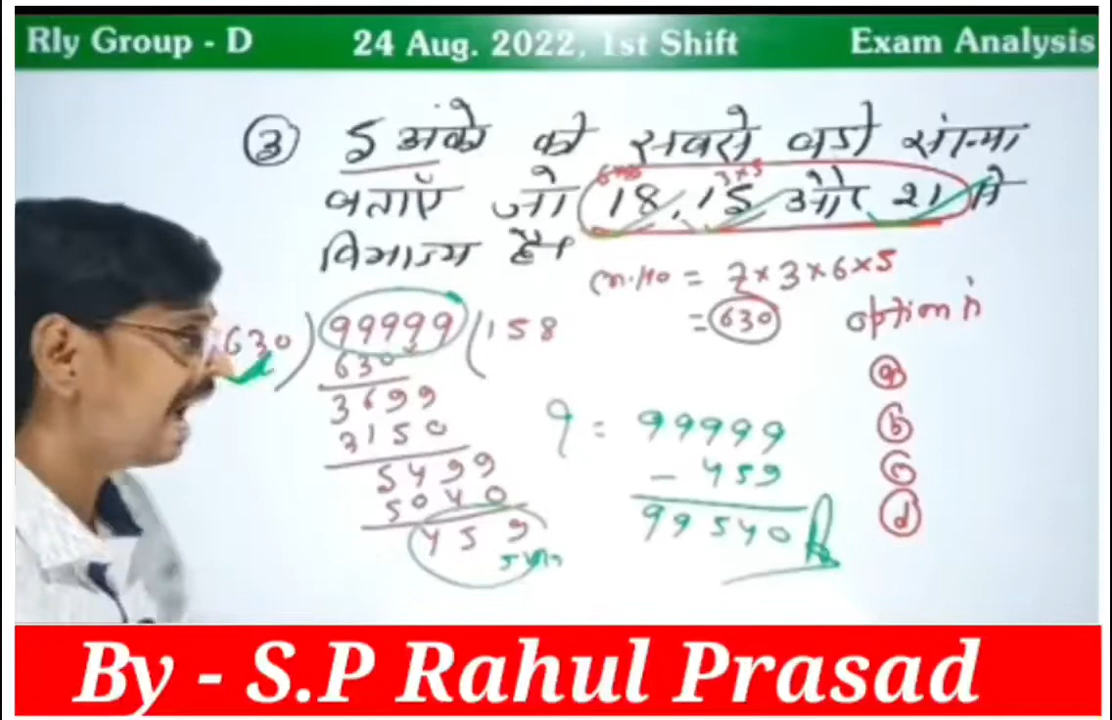 Rly Group - D 24 Aug. 2022, 1st Shift Exam Analysis
③ 5 अंको की सबसे बडी संख्या
बताएँ जो 18, 15 और 21 से
3×5
विभाज्य है।
= 7×3×6×5
= 630
option
630 ) 99999 ( 158
630
3699
3150
5499
5040
459
99999
- 459
99540
ⓐ
ⓑ
ⓒ
ⓓ
By - S.P Rahul Prasad